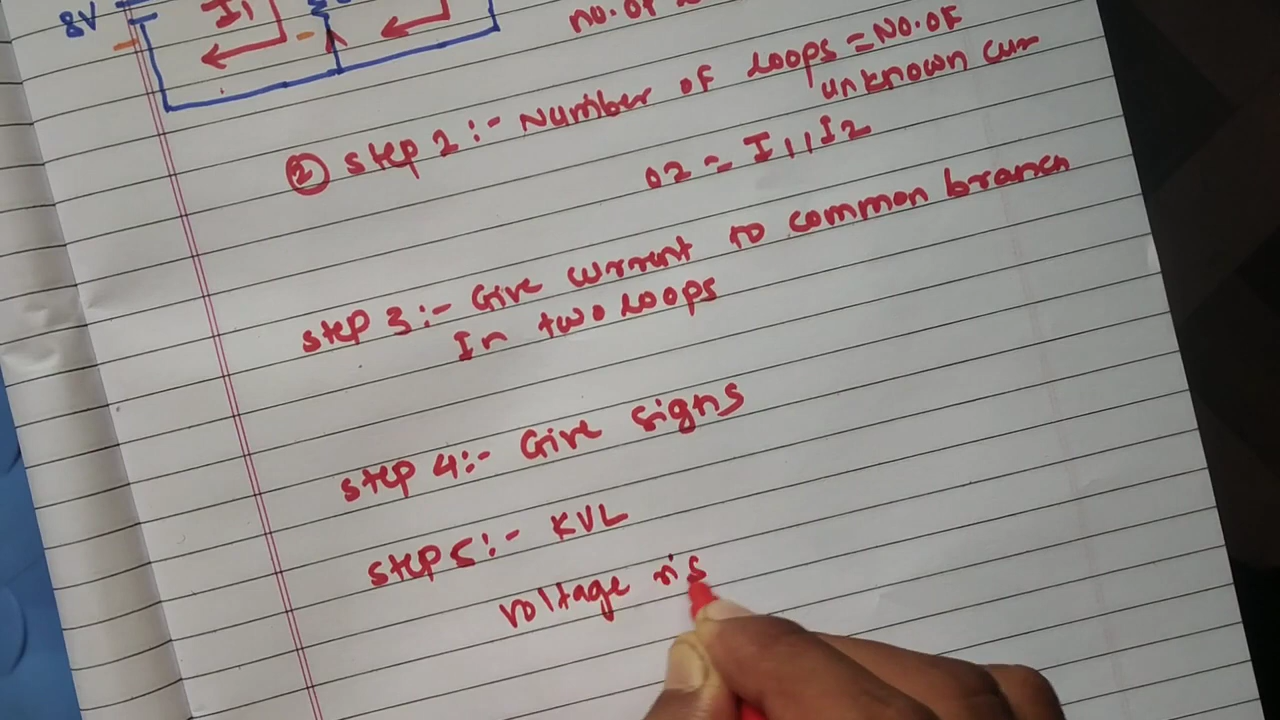 8V
I1
no. of
② Step 2:- Number of loops = No. of
unknown cur
02 = I1, I2
Step 3:- Give current to common branch
In two loops
Step 4:- Give signs
Step 5:- KVL
voltage ris